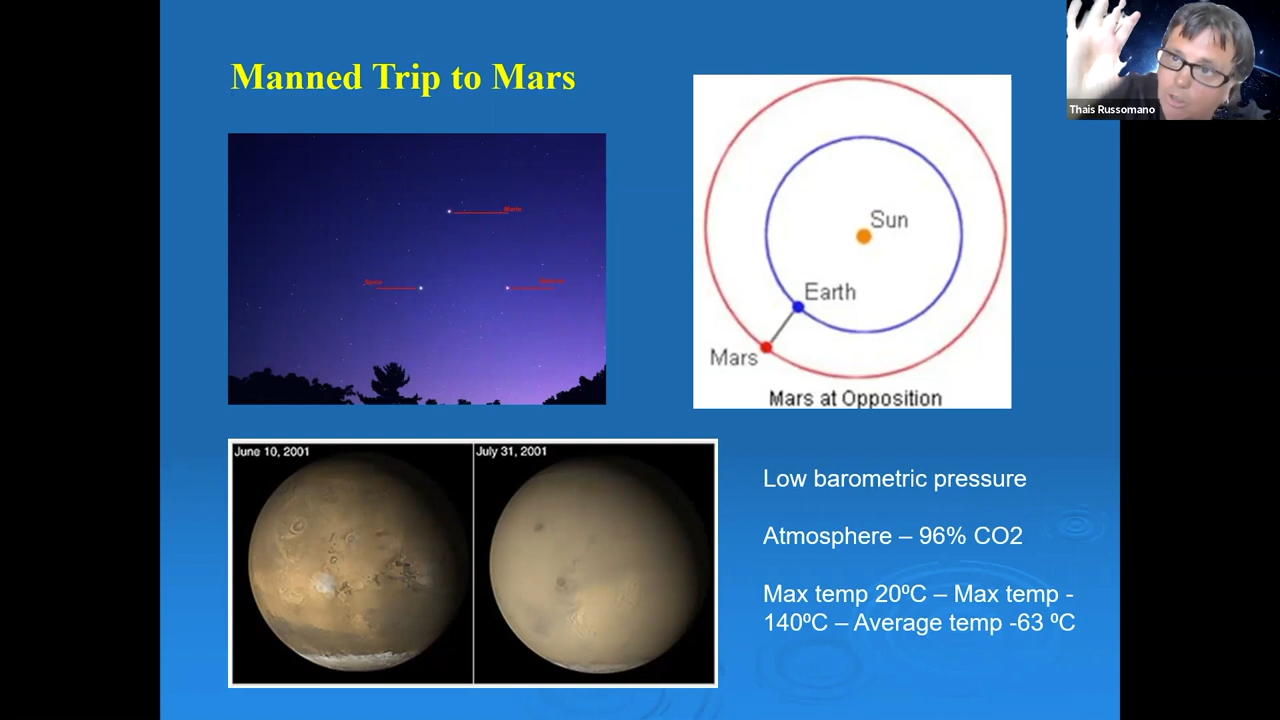 Manned Trip to Mars
Thais Russomano
Sun
Earth
Mars
Mars at Opposition
June 10, 2001
July 31, 2001
Low barometric pressure
Atmosphere – 96% CO2
Max temp 20ºC – Max temp -
140ºC – Average temp -63 ºC